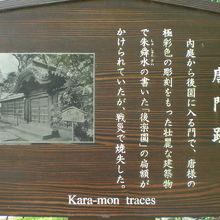 唐門跡
内庭から後園に入る門で、唐様の
極彩色の彫刻をもった壮麗な建築物
で朱舜水の書いた「後楽園」の扁額が
かけられていたが、戦災で焼失した。
Kara-mon traces